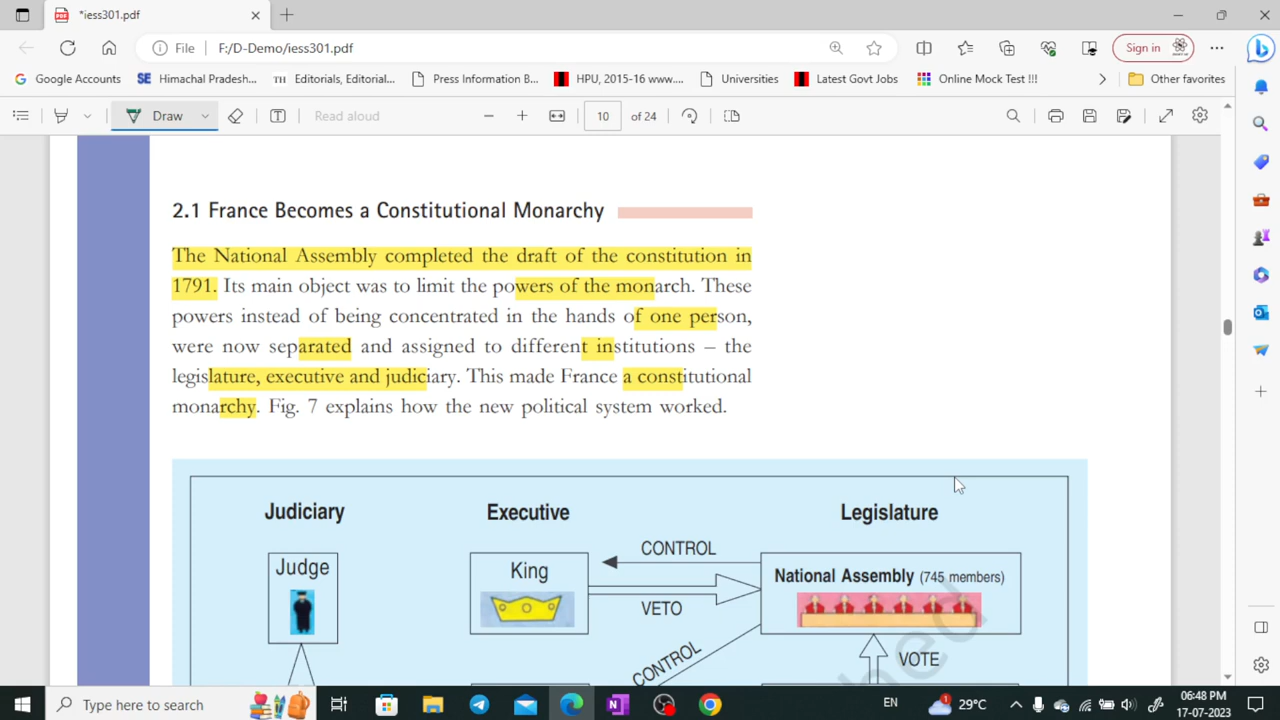 *iess301.pdf
File F:/D-Demo/iess301.pdf Sign in
Google Accounts SE Himachal Pradesh... TH Editorials, Editorial... Press Information B... HPU, 2015-16 www.... Universities Latest Govt Jobs Online Mock Test !!! Other favorites
Draw Read aloud 10 of 24
2.1 France Becomes a Constitutional Monarchy
The National Assembly completed the draft of the constitution in
1791. Its main object was to limit the powers of the monarch. These
powers instead of being concentrated in the hands of one person,
were now separated and assigned to different institutions – the
legislature, executive and judiciary. This made France a constitutional
monarchy. Fig. 7 explains how the new political system worked.
Judiciary Executive Legislature
Judge King CONTROL National Assembly (745 members)
VETO
CONTROL VOTE
Type here to search EN 1 29°C 06:48 PM
17-07-2023